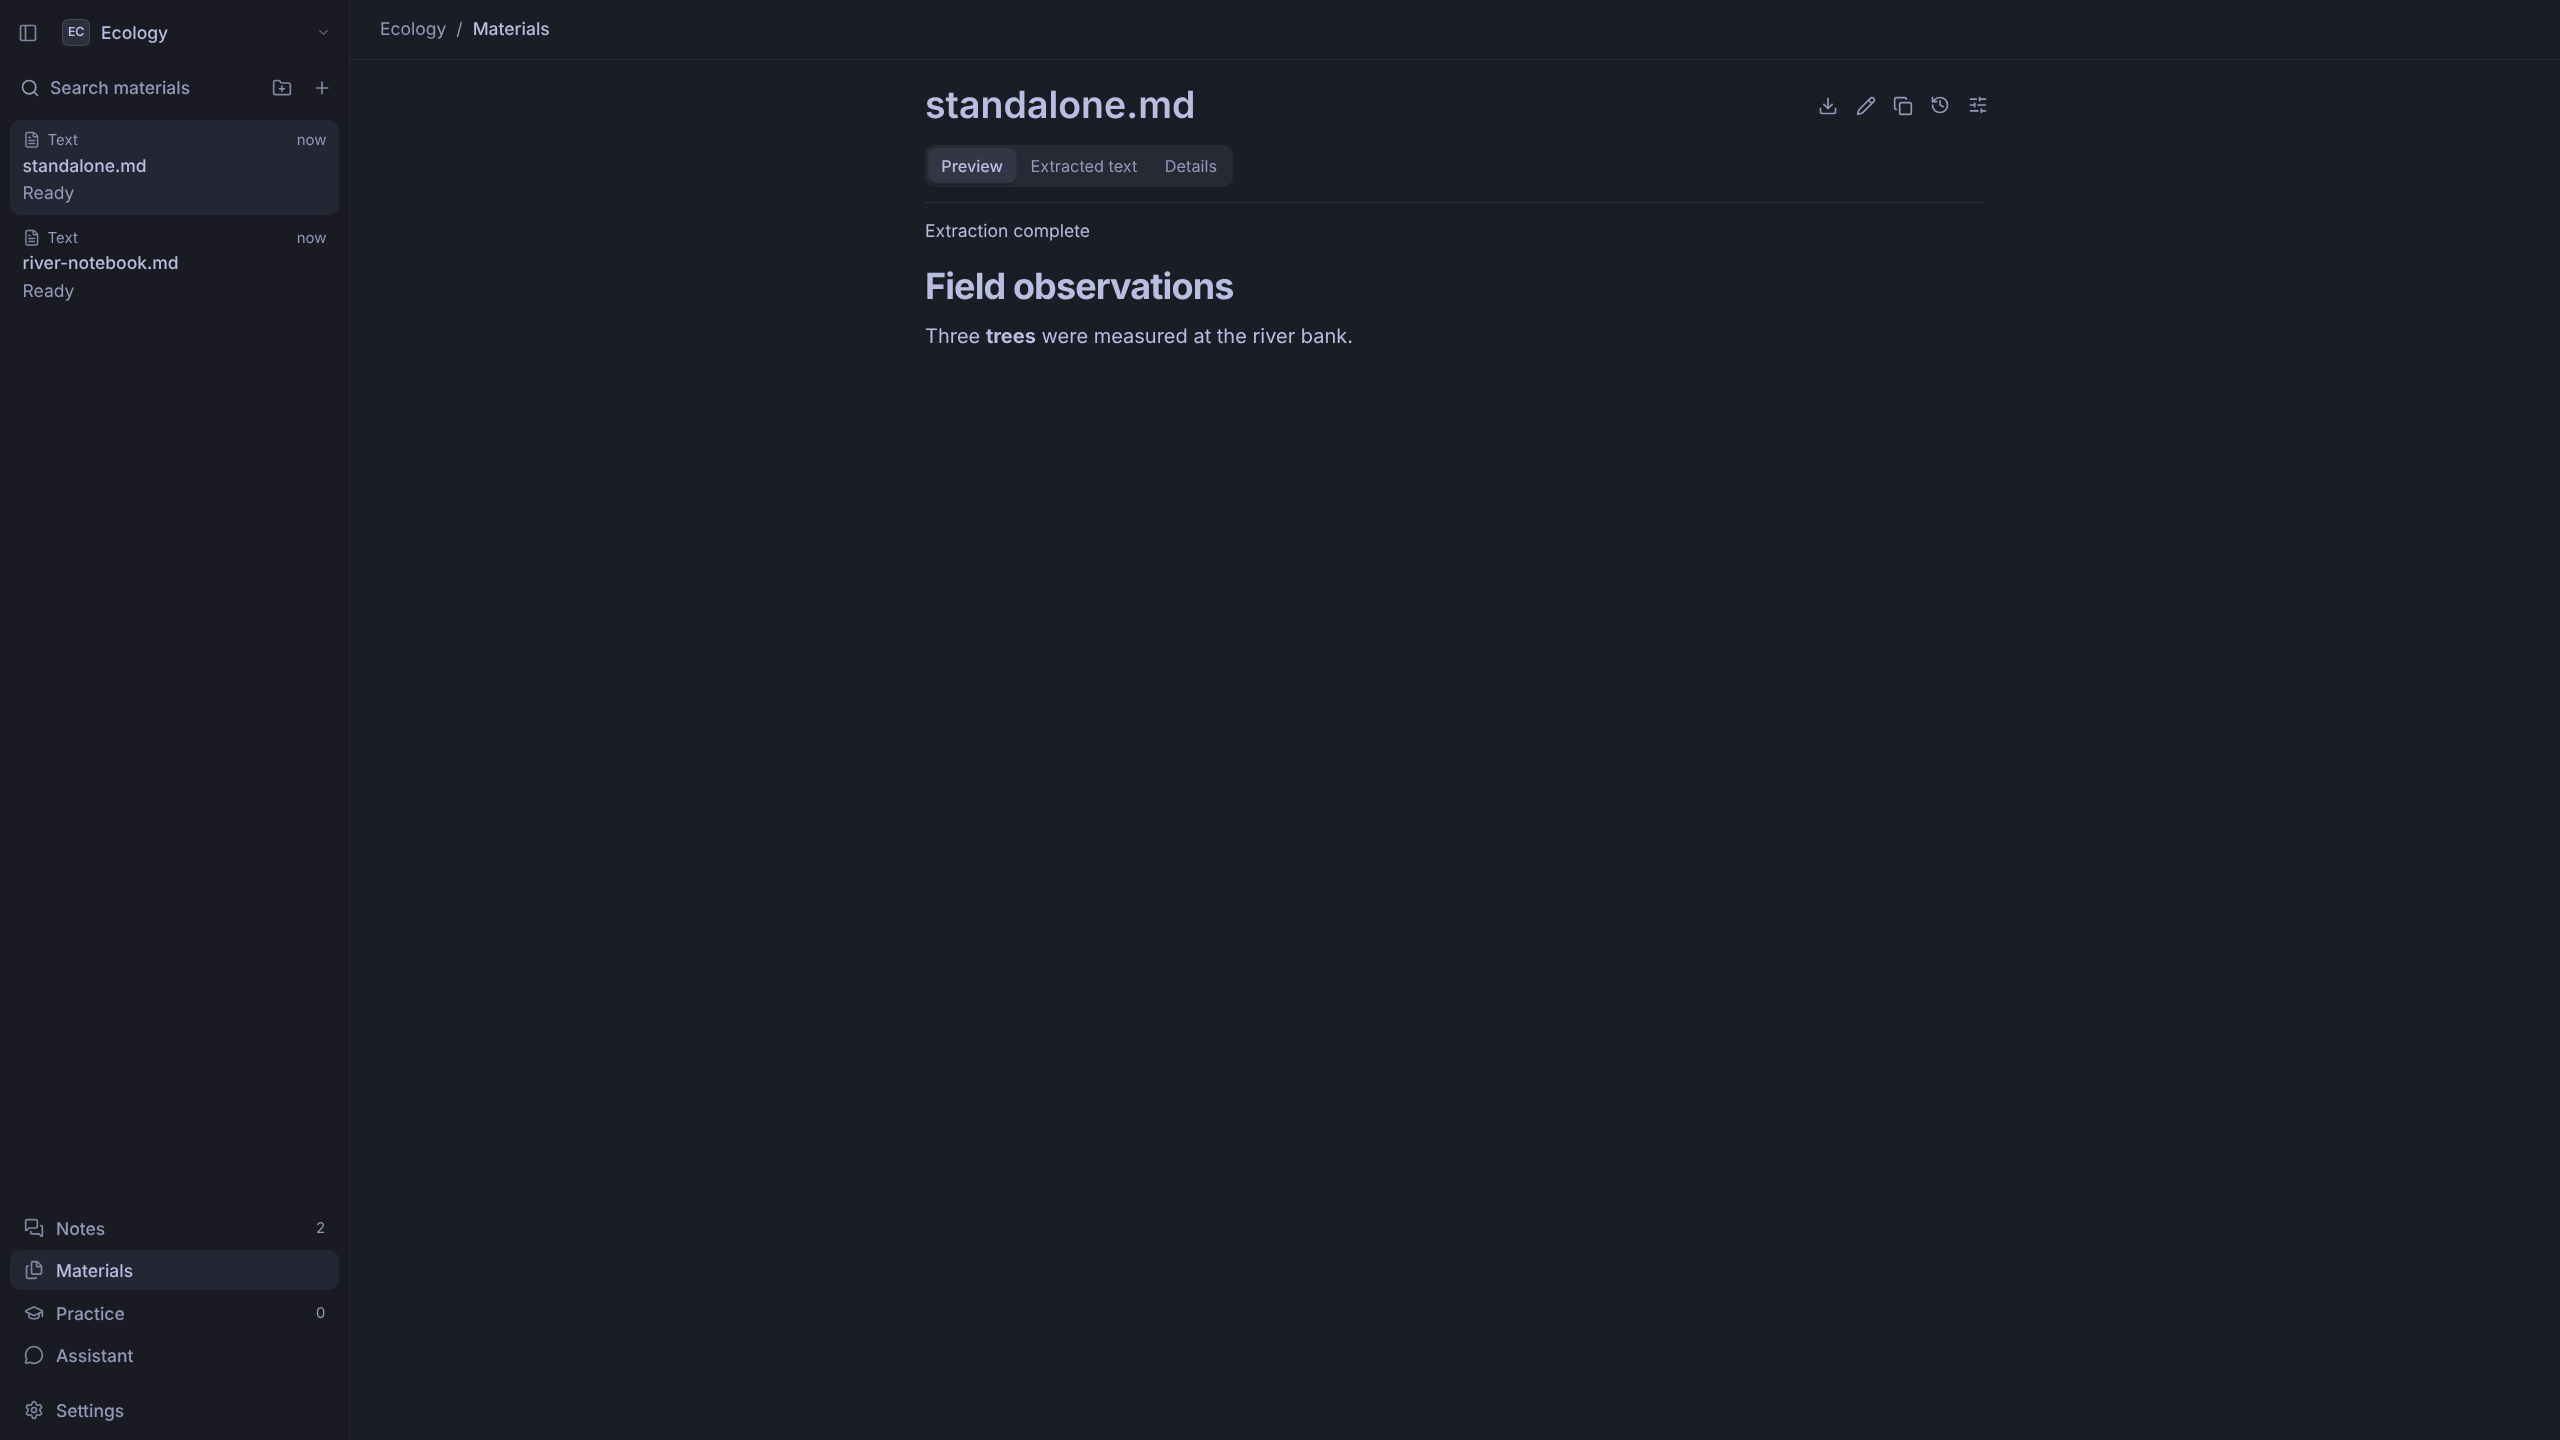 EC Ecology
Search materials
Text now
standalone.md
Ready
Text now
river-notebook.md
Ready
Notes 2
Materials
Practice 0
Assistant
Settings
Ecology / Materials
standalone.md
Preview Extracted text Details
Extraction complete
Field observations
Three trees were measured at the river bank.